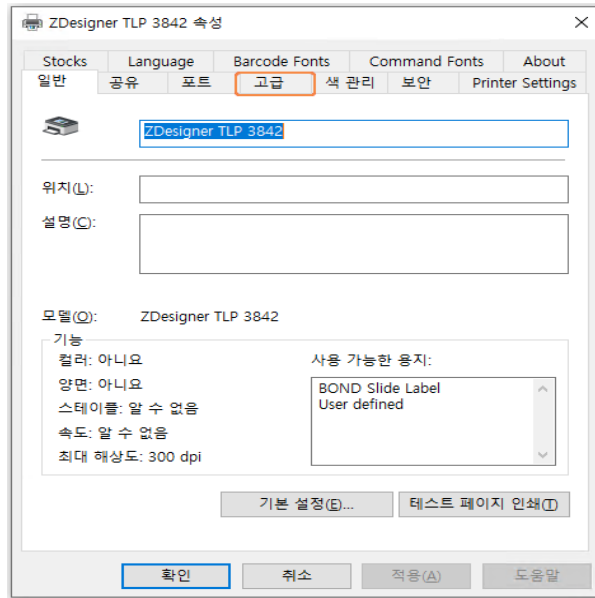 ZDesigner TLP 3842 속성
Stocks Language Barcode Fonts Command Fonts About
일반 공유 포트 고급 색 관리 보안 Printer Settings
ZDesigner TLP 3842
위치(L):
설명(C):
모델(O): ZDesigner TLP 3842
기능
컬러: 아니요
양면: 아니요
스테이플: 알 수 없음
속도: 알 수 없음
최대 해상도: 300 dpi
사용 가능한 용지:
BOND Slide Label
User defined
기본 설정(E)... 테스트 페이지 인쇄(T)
확인 취소 적용(A) 도움말